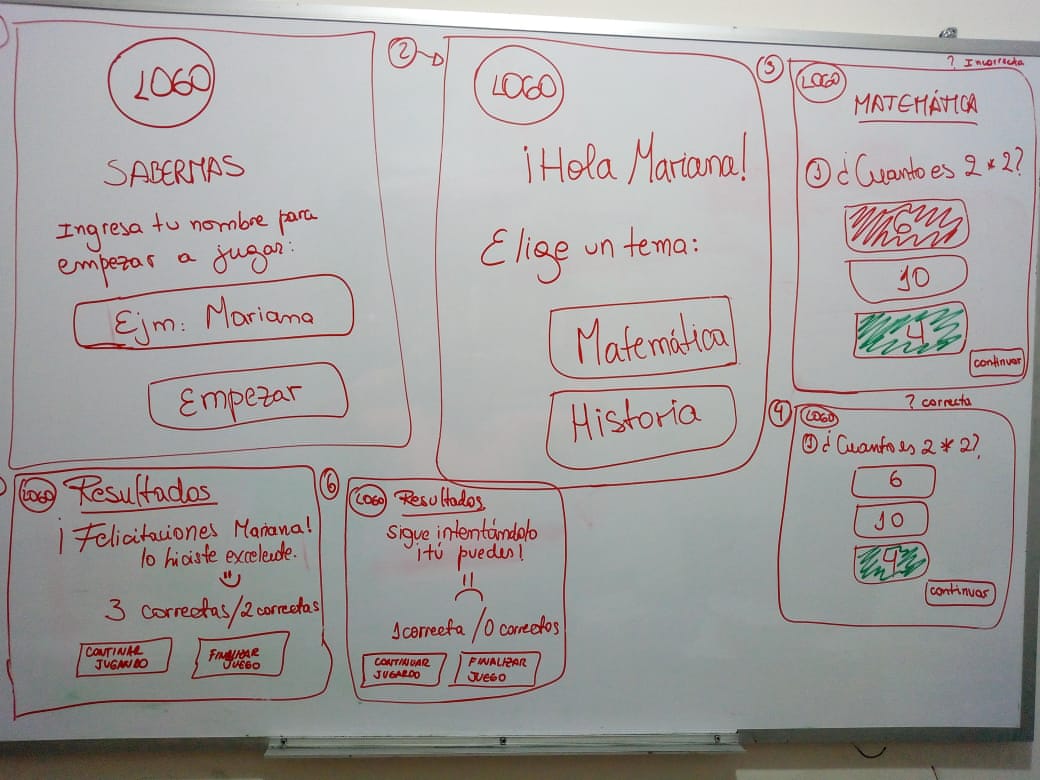 LOGO
SABERMAS
Ingresa tu nombre para
empezar a jugar:
Ejm: Mariana
Empezar
2
LOGO
¡Hola Mariana!
Elige un tema:
Matemática
Historia
3
? Incorrecta
LOGO
MATEMÁTICA
1 ¿Cuanto es 2 * 2?
6
10
4
continuar
4
? correcta
LOGO
1 ¿Cuanto es 2 * 2?
6
10
4
continuar
LOGO Resultados
¡Felicitaciones Mariana!
lo hiciste excelente.
3 correctas/2 correctas
CONTINAR
JUGANDO
FINALIZAR
JUEGO
6
LOGO Resultados
Sigue intentándolo
¡tú puedes!
1 correcta / 0 correctas
CONTINUAR
JUGARDO
FINALIZAR
JUEGO